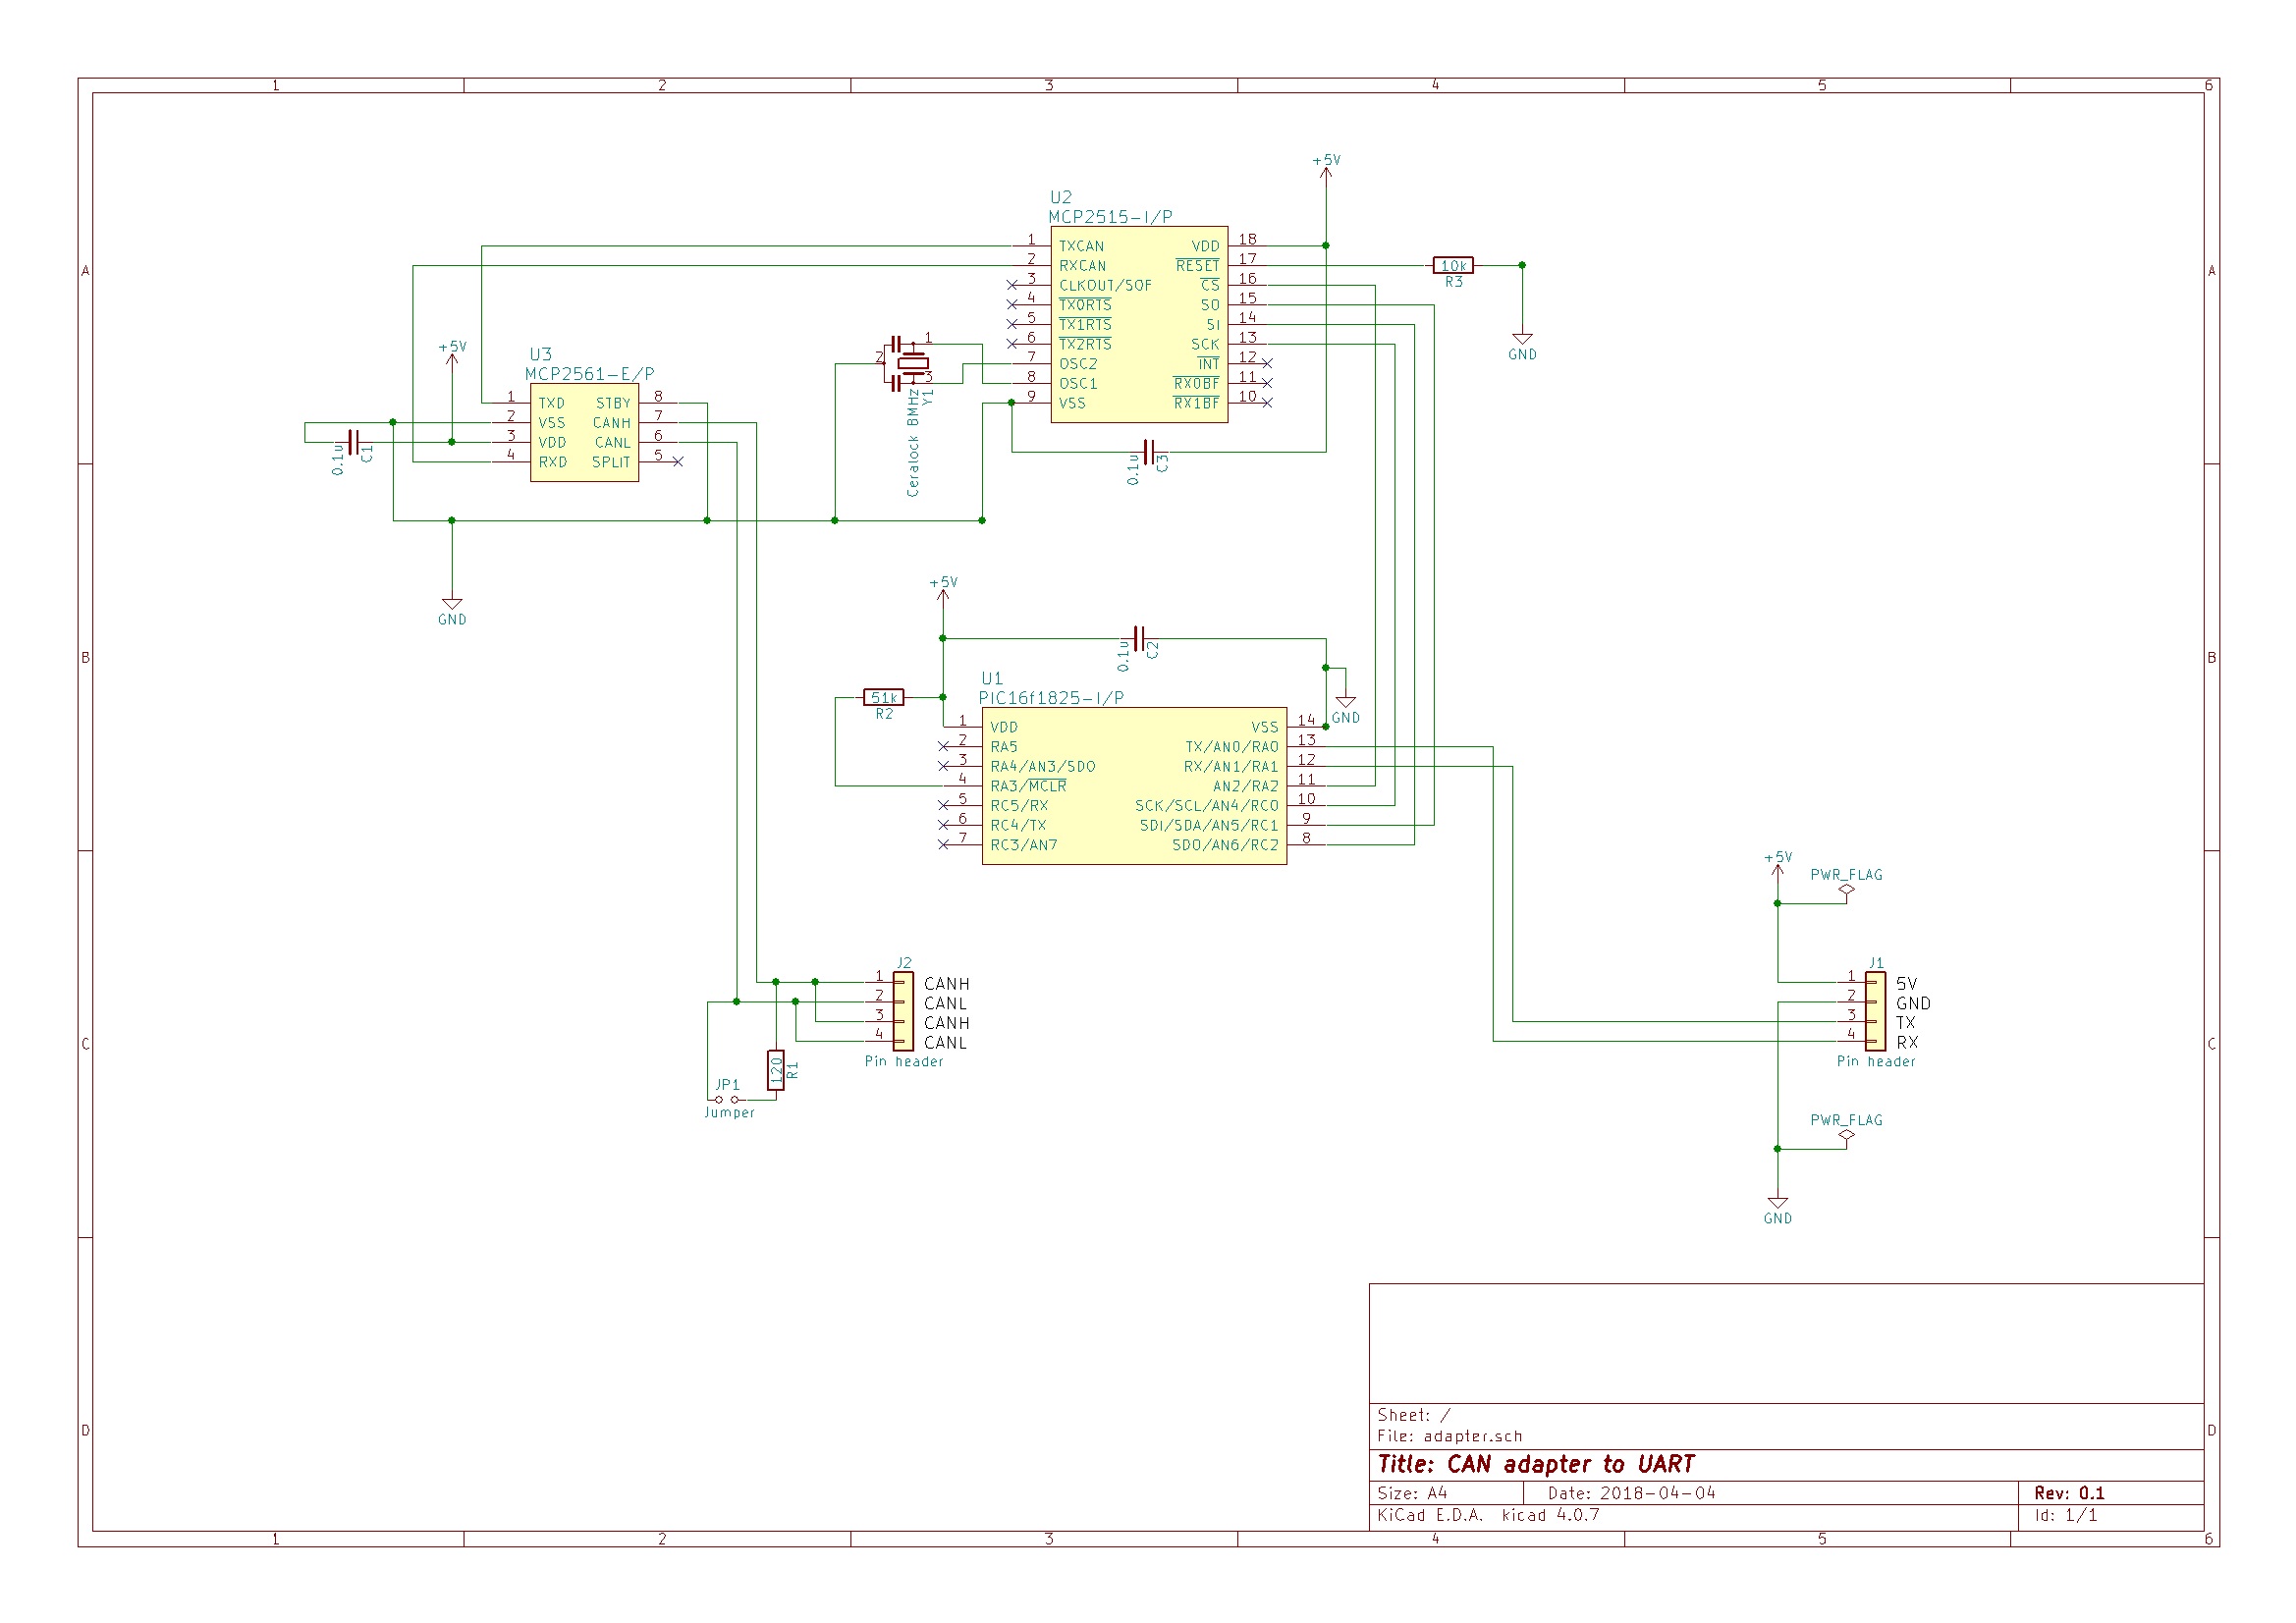 1 2 3 4 5 6
A
B
C
D
A
B
C
D
+5V
U2
MCP2515-I/P
1 TXCAN VDD 18
2 RXCAN RESET 17
3 CLKOUT/SOF CS 16
4 TX0RTS SO 15
5 TX1RTS SI 14
6 TX2RTS SCK 13
7 OSC2 INT 12
8 OSC1 RX0BF 11
9 VSS RX1BF 10
10k
R3
GND
1
2
3
Y1
Ceralock 8MHz
0.1u
C3
+5V
U3
MCP2561-E/P
1 TXD STBY 8
2 VSS CANH 7
3 VDD CANL 6
4 RXD SPLIT 5
0.1u
C1
GND
+5V
0.1u
C2
51k
R2
GND
U1
PIC16f1825-I/P
1 VDD VSS 14
2 RA5 TX/AN0/RA0 13
3 RA4/AN3/SDO RX/AN1/RA1 12
4 RA3/MCLR AN2/RA2 11
5 RC5/RX SCK/SCL/AN4/RC0 10
6 RC4/TX SDI/SDA/AN5/RC1 9
7 RC3/AN7 SDO/AN6/RC2 8
J2
1 CANH
2 CANL
3 CANH
4 CANL
Pin header
120
R1
JP1
Jumper
+5V
PWR_FLAG
J1
1 5V
2 GND
3 TX
4 RX
Pin header
PWR_FLAG
GND
Sheet: /
File: adapter.sch
Title: CAN adapter to UART
Size: A4 Date: 2018-04-04 Rev: 0.1
KiCad E.D.A. kicad 4.0.7 Id: 1/1
1 2 3 4 5 6